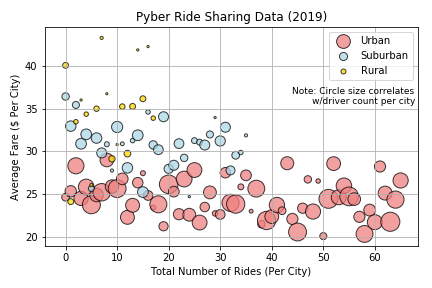 Pyber Ride Sharing Data (2019)
Urban
Suburban
Rural
Note: Circle size correlates
w/driver count per city
Average Fare ($ Per City)
40
35
30
25
20
0
10
20
30
40
50
60
Total Number of Rides (Per City)